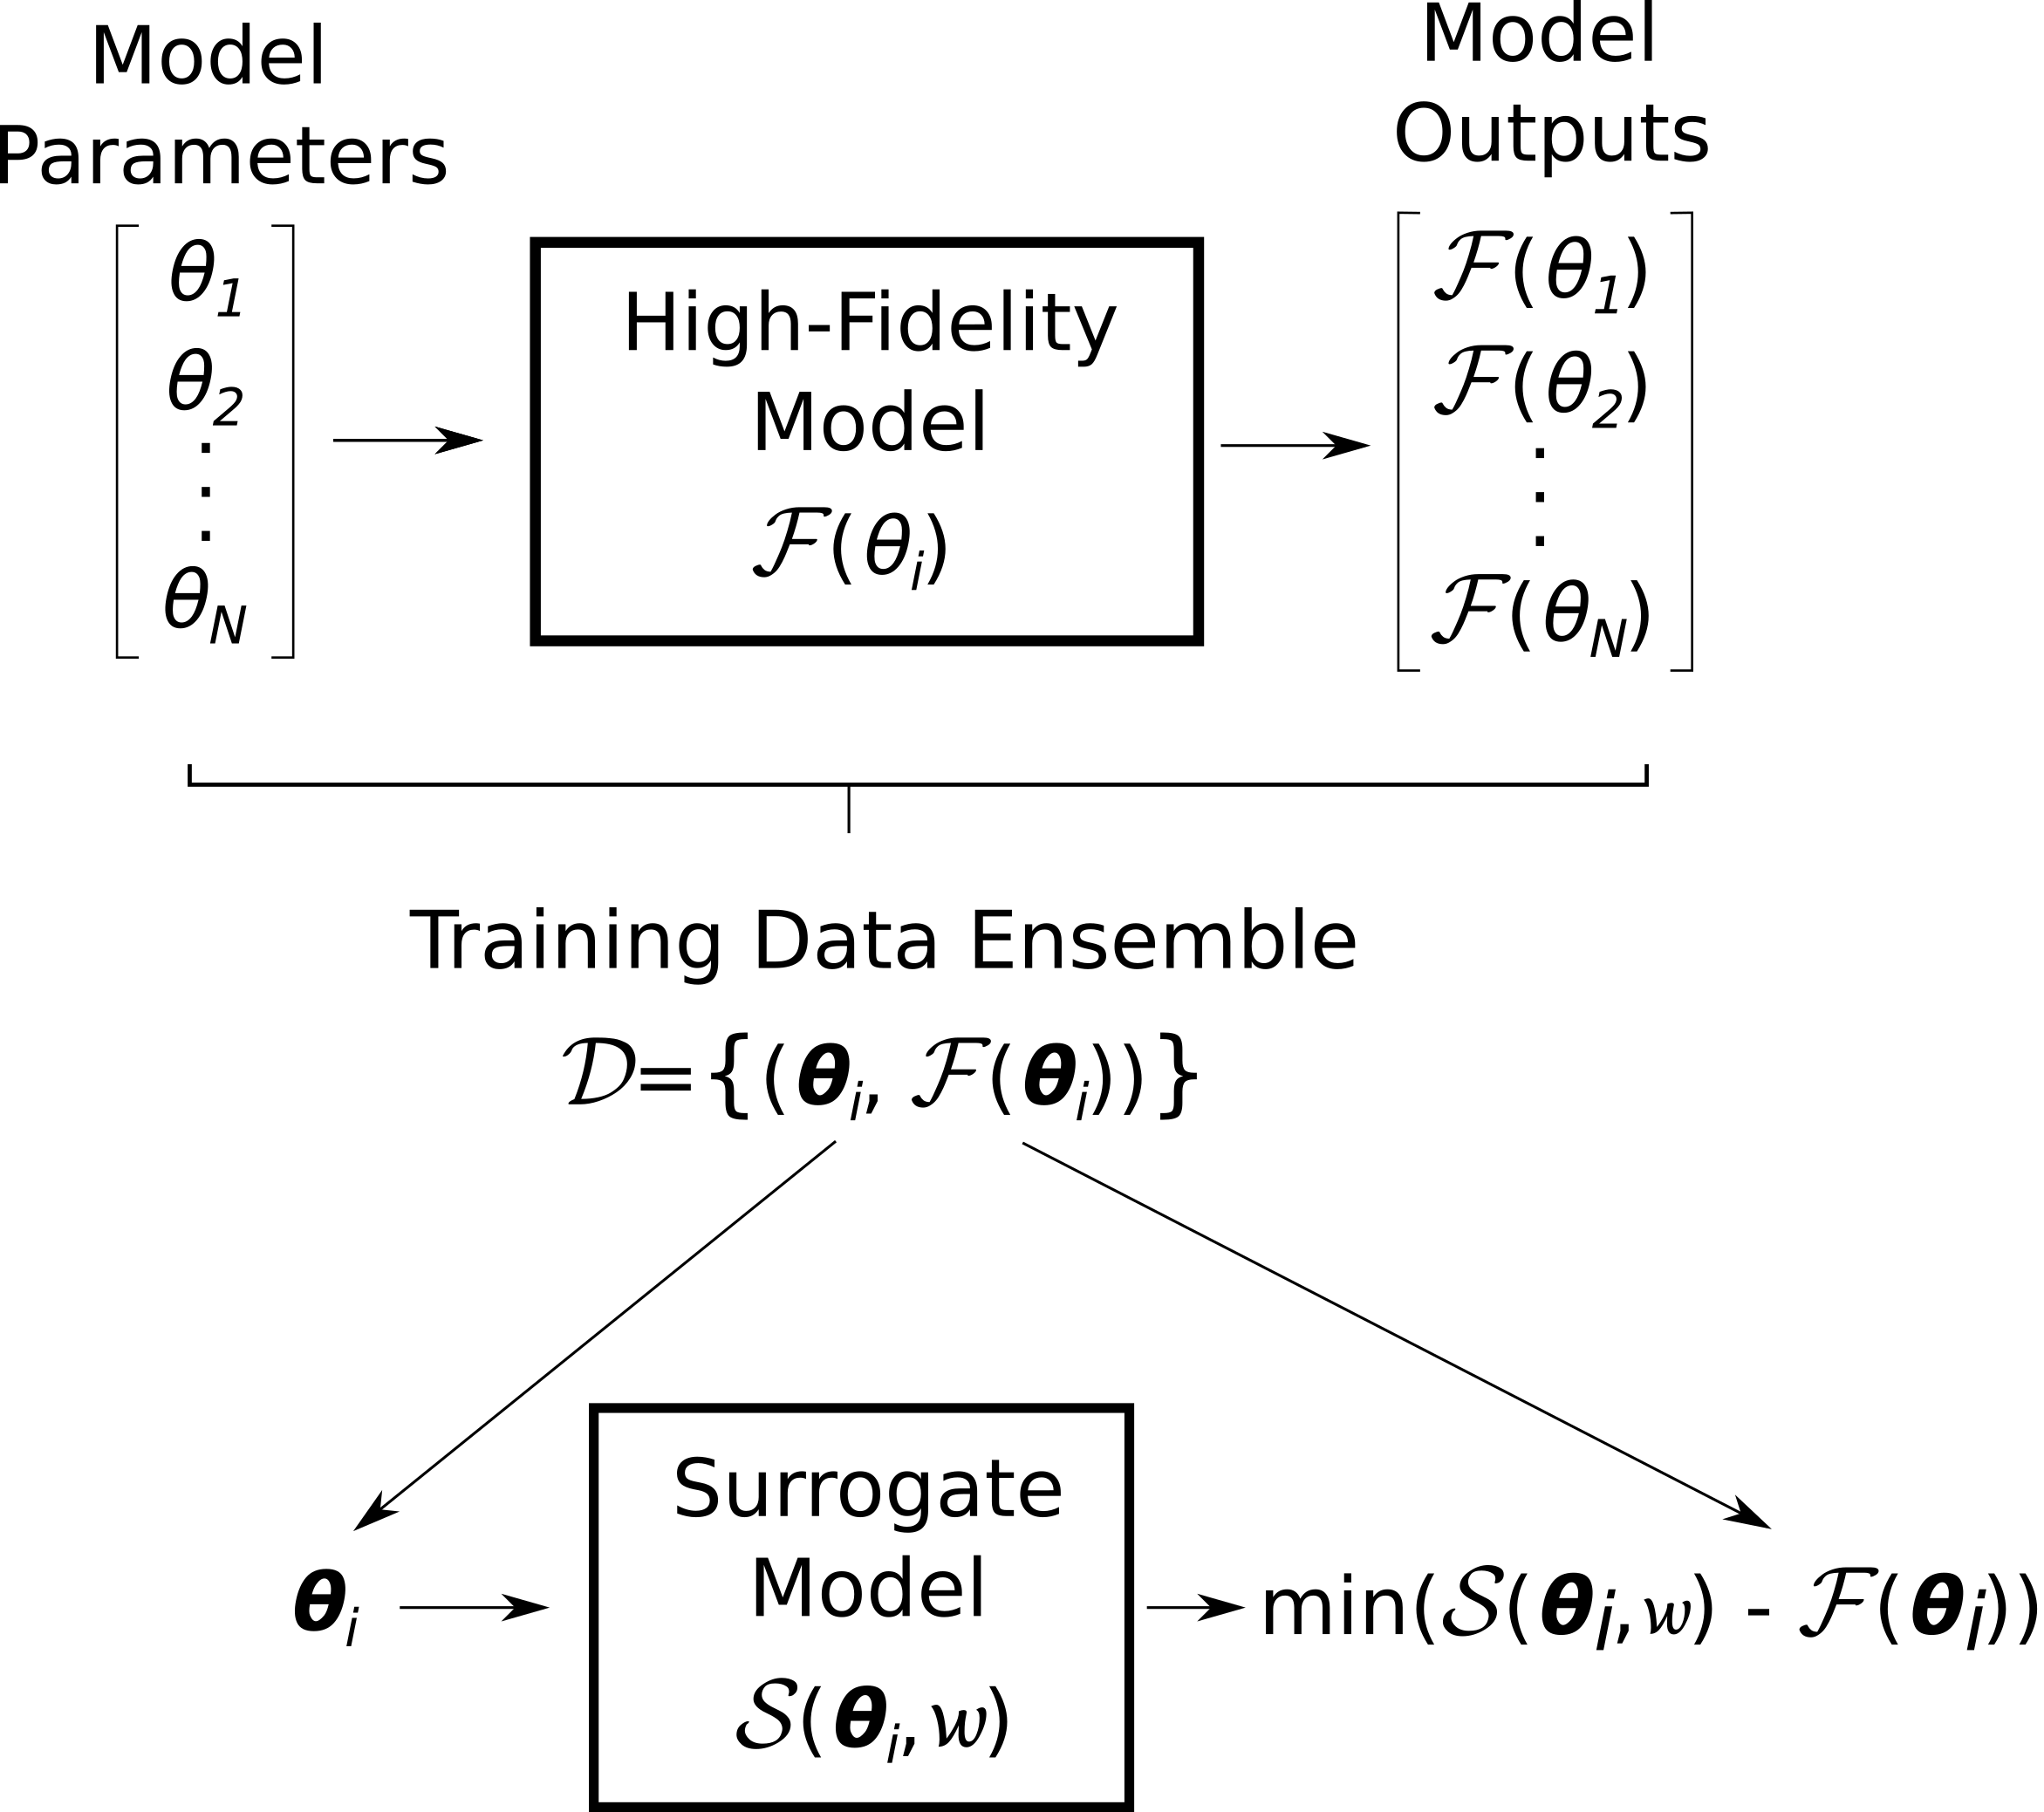 Model
Parameters
θ1
θ2
.
.
.
θN
High-Fidelity
Model
ℱ(θi)
Model
Outputs
ℱ(θ1)
ℱ(θ2)
.
.
.
ℱ(θN)
Training Data Ensemble
𝒟={(𝜽i, ℱ(𝜽i))}
𝜽i
Surrogate
Model
𝒮(𝜽i,𝓌)
min(𝒮(𝜽i,𝓌) - ℱ(𝜽i))